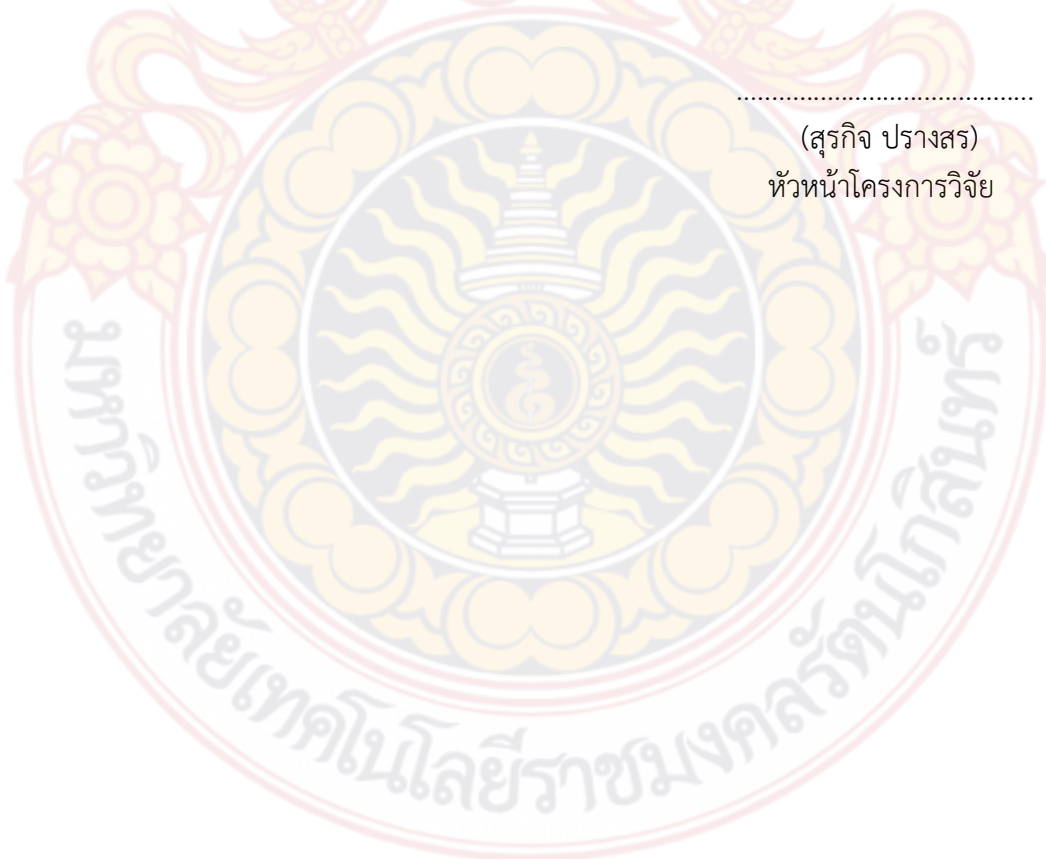 ..........................................
(สุรกิจ ปรางสร)
หัวหน้าโครงการวิจัย
มหาวิทยาลัยเทคโนโลยีราชมงคลรัตนโกสินทร์